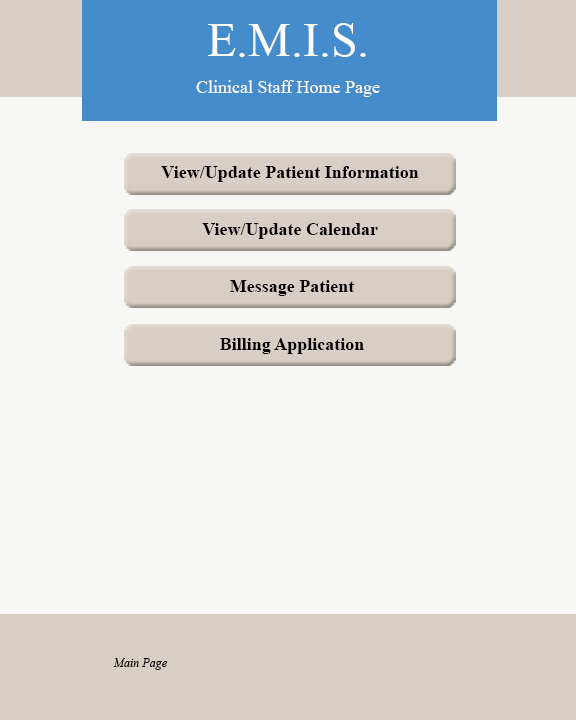 E.M.I.S.
Clinical Staff Home Page
View/Update Patient Information
View/Update Calendar
Message Patient
Billing Application
Main Page